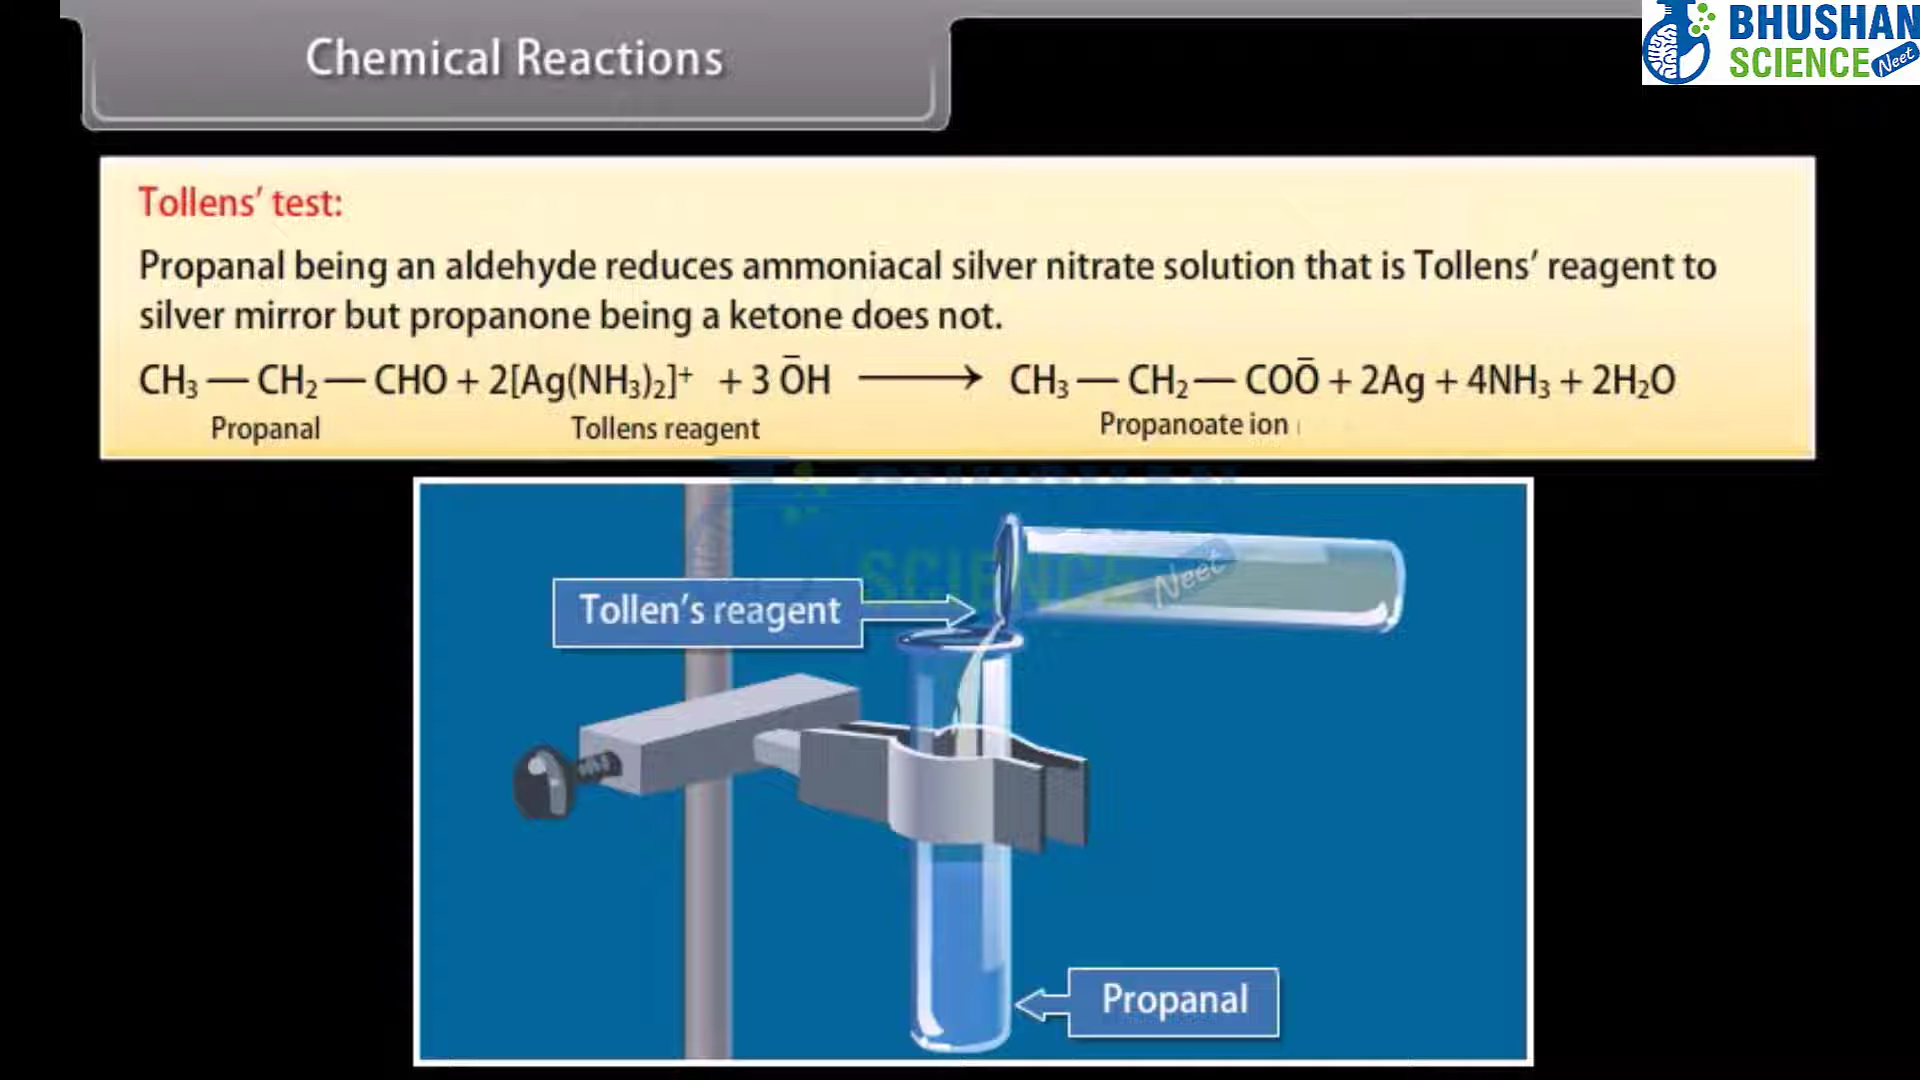 Chemical Reactions
BHUSHAN
SCIENCE Neet
Tollens’ test:
Propanal being an aldehyde reduces ammoniacal silver nitrate solution that is Tollens’ reagent to
silver mirror but propanone being a ketone does not.
CH₃ — CH₂ — CHO + 2[Ag(NH₃)₂]⁺ + 3 ŌH ⟶ CH₃ — CH₂ — COŌ + 2Ag + 4NH₃ + 2H₂O
Propanal Tollens reagent Propanoate ion
SCIENCE Neet
Tollen’s reagent
Propanal